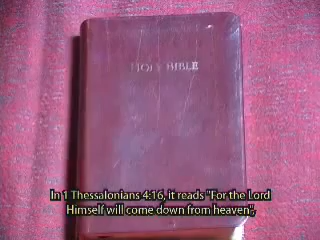 HOLY BIBLE
In 1 Thessalonians 4:16, it reads "For the Lord
Himself will come down from heaven",